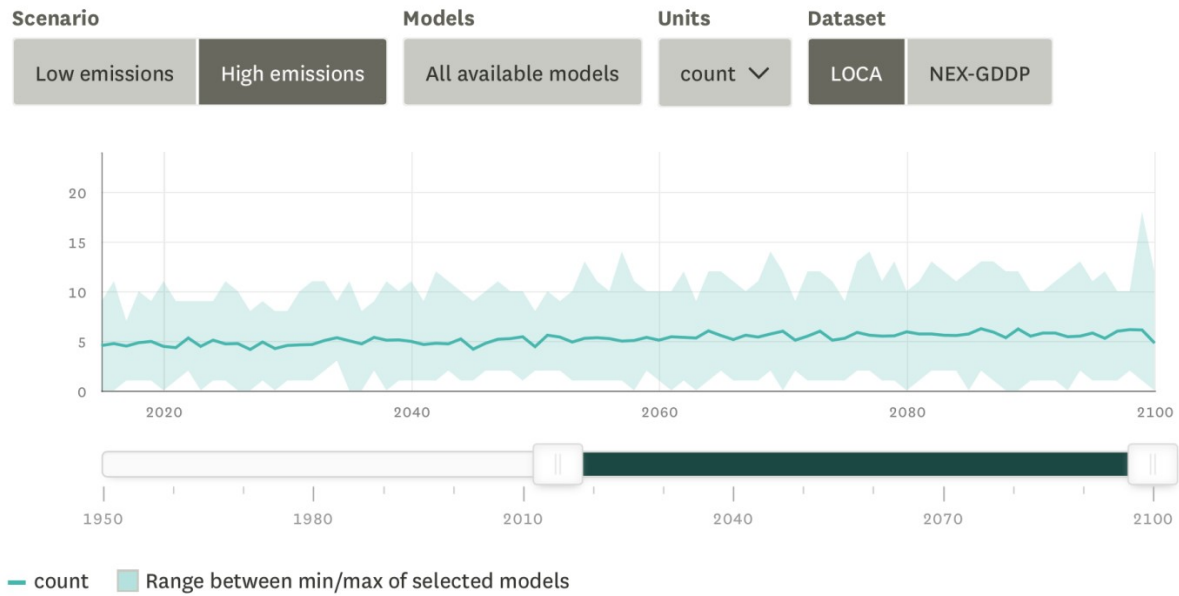 Scenario Models Units Dataset
Low emissions High emissions All available models count LOCA NEX-GDDP
20
15
10
5
0
2020 2040 2060 2080 2100
1950 1980 2010 2040 2070 2100
count Range between min/max of selected models